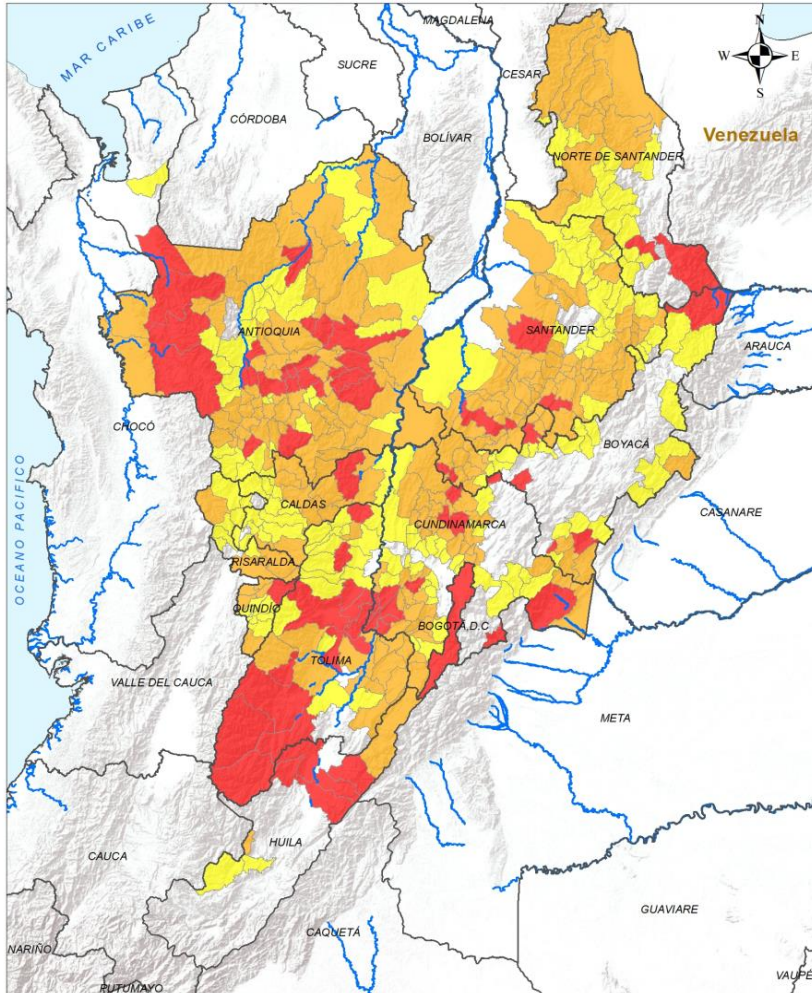 MAR CARIBE
MAGDALENA
N
W
E
S
SUCRE
CESAR
CÓRDOBA
BOLÍVAR
Venezuela
NORTE DE SANTANDER
ANTIOQUIA
SANTANDER
ARAUCA
CHOCÓ
BOYACÁ
OCEANO PACIFICO
CALDAS
CUNDINAMARCA
CASANARE
RISARALDA
QUINDÍO
BOGOTÁ,D.C
TOLIMA
VALLE DEL CAUCA
META
HUILA
CAUCA
GUAVIARE
CAQUETÁ
NARIÑO
PUTUMAYO
VAUPÉ